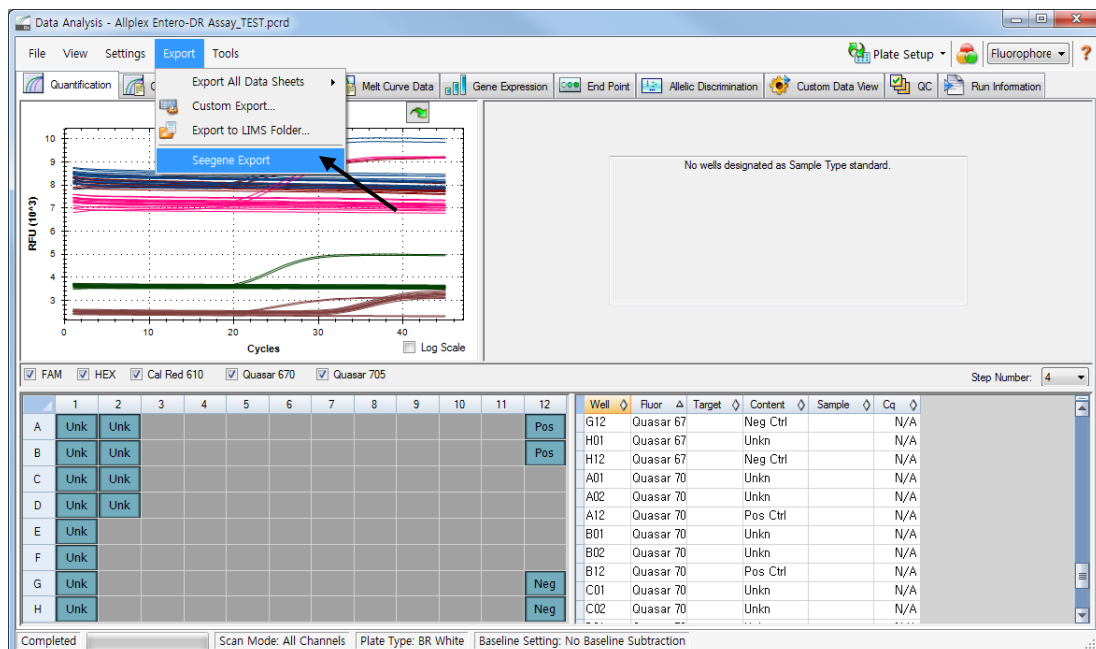 Data Analysis - Allplex Entero-DR Assay_TEST.pcrd
File View Settings Export Tools
Plate Setup Fluorophore ?
Quantification Melt Curve Data Gene Expression End Point Allelic Discrimination Custom Data View QC Run Information
Export All Data Sheets
Custom Export...
Export to LIMS Folder...
Seegene Export
No wells designated as Sample Type standard.
10
9
8
7
6
5
4
3
RFU (10^3)
0 10 20 30 40
Cycles
Log Scale
FAM HEX Cal Red 610 Quasar 670 Quasar 705
Step Number: 4
1 2 3 4 5 6 7 8 9 10 11 12
A Unk Unk Pos
B Unk Unk Pos
C Unk Unk
D Unk Unk
E Unk
F Unk
G Unk Neg
H Unk Neg
Well Fluor Target Content Sample Cq
G12 Quasar 67 Neg Ctrl N/A
H01 Quasar 67 Unkn N/A
H12 Quasar 67 Neg Ctrl N/A
A01 Quasar 70 Unkn N/A
A02 Quasar 70 Unkn N/A
A12 Quasar 70 Pos Ctrl N/A
B01 Quasar 70 Unkn N/A
B02 Quasar 70 Unkn N/A
B12 Quasar 70 Pos Ctrl N/A
C01 Quasar 70 Unkn N/A
C02 Quasar 70 Unkn N/A
Completed Scan Mode: All Channels Plate Type: BR White Baseline Setting: No Baseline Subtraction